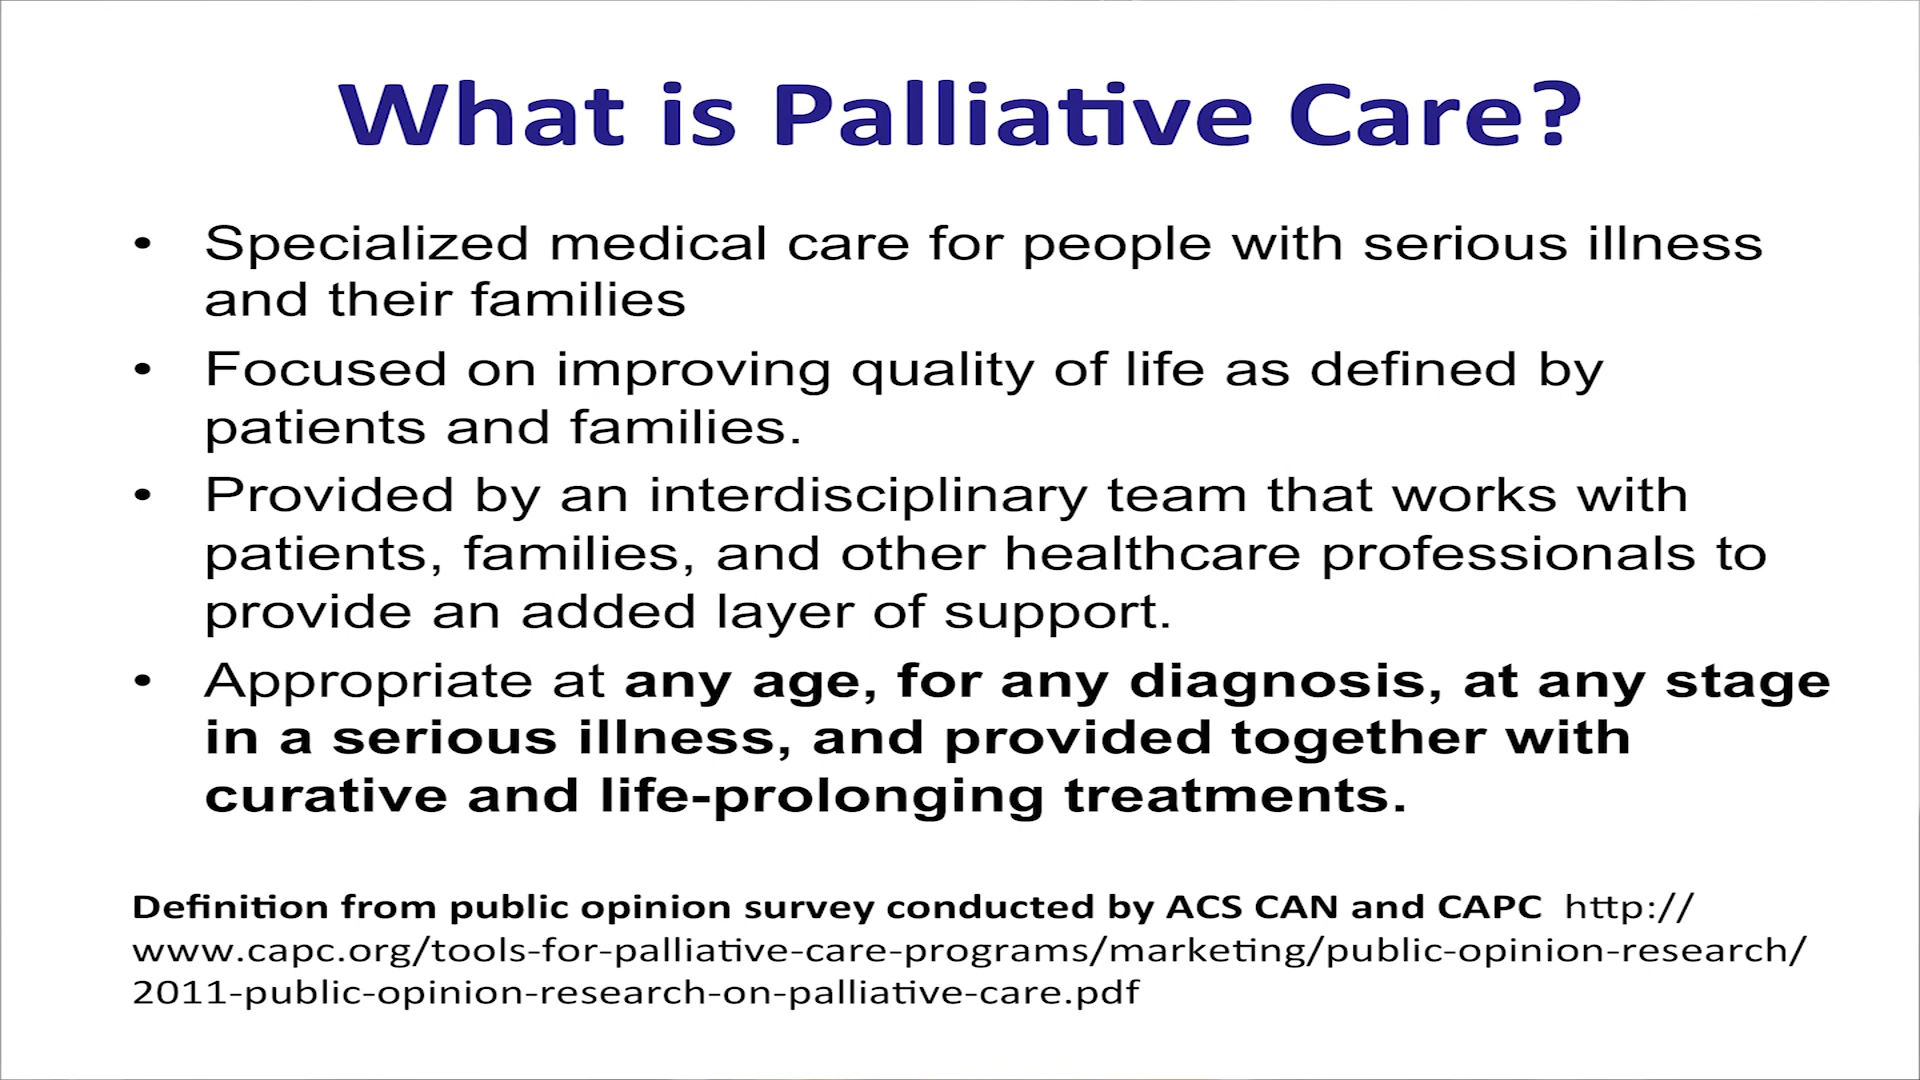 What is Palliative Care?
• Specialized medical care for people with serious illness
and their families
• Focused on improving quality of life as defined by
patients and families.
• Provided by an interdisciplinary team that works with
patients, families, and other healthcare professionals to
provide an added layer of support.
• Appropriate at any age, for any diagnosis, at any stage
in a serious illness, and provided together with
curative and life-prolonging treatments.
Definition from public opinion survey conducted by ACS CAN and CAPC http://
www.capc.org/tools-for-palliative-care-programs/marketing/public-opinion-research/
2011-public-opinion-research-on-palliative-care.pdf